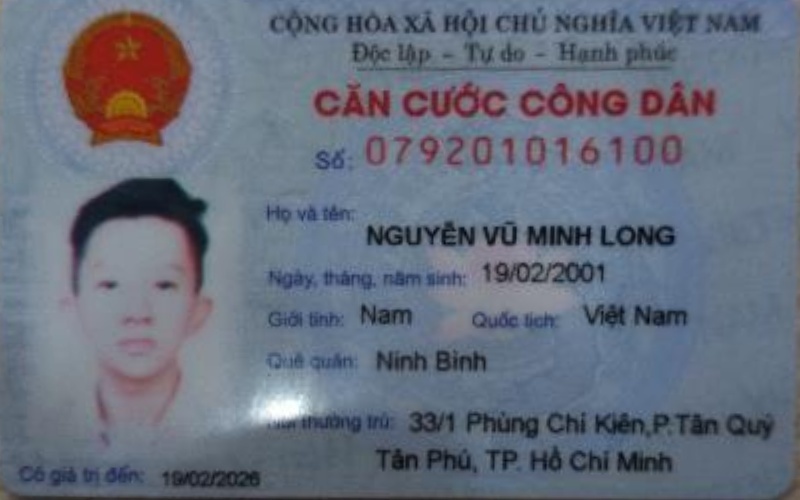 CỘNG HÒA XÃ HỘI CHỦ NGHĨA VIỆT NAM
Độc lập - Tự do - Hạnh phúc
CĂN CƯỚC CÔNG DÂN
Số: 079201016100
Họ và tên:
NGUYỄN VŨ MINH LONG
Ngày, tháng, năm sinh: 19/02/2001
Giới tính: Nam Quốc tịch: Việt Nam
Quê quán: Ninh Bình
Nơi thường trú: 33/1 Phùng Chí Kiên,P.Tân Quý
Tân Phú, TP. Hồ Chí Minh
Có giá trị đến: 19/02/2026